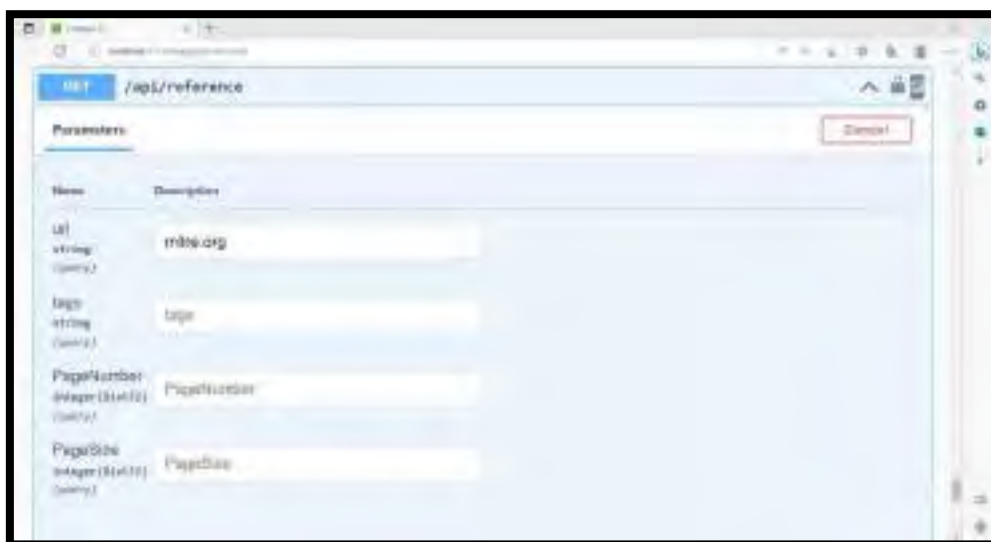 GET /api/reference
Parameters
Cancel
Name Description
url
string
(query)
mitre.org
tags
string
(query)
tags
PageNumber
integer($int32)
(query)
PageNumber
PageSize
integer($int32)
(query)
PageSize